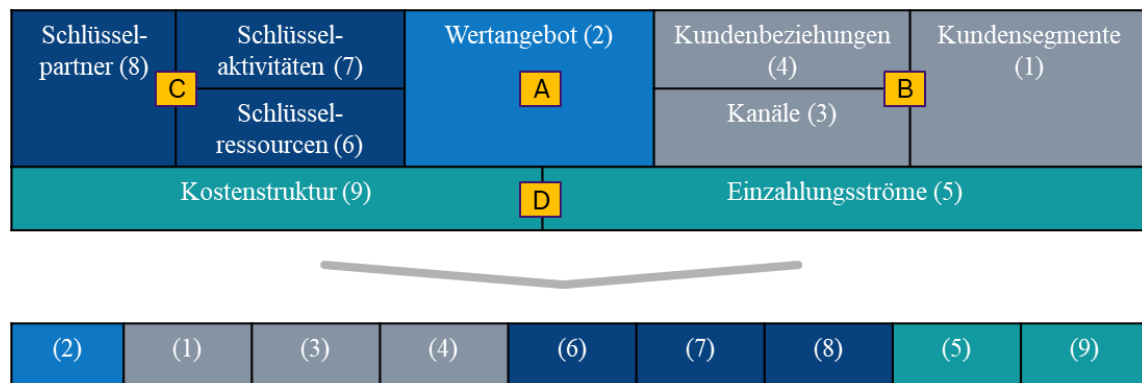 Schlüssel-
partner (8)
Schlüssel-
aktivitäten (7)
Schlüssel-
ressourcen (6)
Wertangebot (2)
Kundenbeziehungen
(4)
Kanäle (3)
Kundensegmente
(1)
C
A
B
Kostenstruktur (9)
D
Einzahlungsströme (5)
(2) (1) (3) (4) (6) (7) (8) (5) (9)